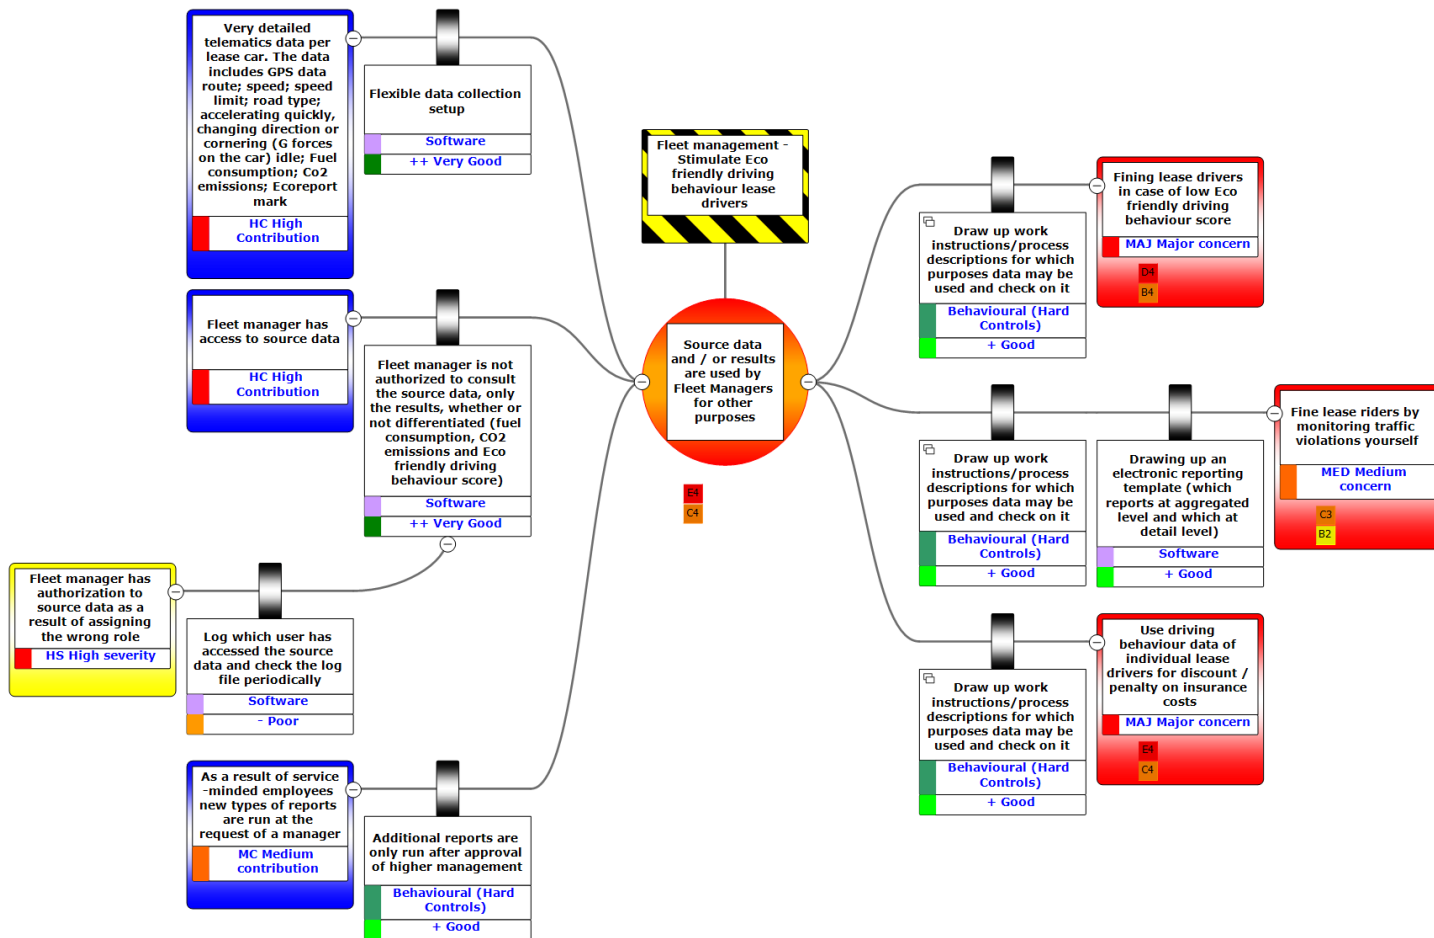 Very detailed
telematics data per
lease car. The data
includes GPS data
route; speed; speed
limit; road type;
accelerating quickly,
changing direction or
cornering (G forces
on the car) idle; Fuel
consumption; Co2
emissions; Ecoreport
mark
HC High
Contribution
Flexible data collection
setup
Software
++ Very Good
Fleet manager has
access to source data
HC High
Contribution
Fleet manager is not
authorized to consult
the source data, only
the results, whether or
not differentiated (fuel
consumption, CO2
emissions and Eco
friendly driving
behaviour score)
Software
++ Very Good
Fleet manager has
authorization to
source data as a
result of assigning
the wrong role
HS High severity
Log which user has
accessed the source
data and check the log
file periodically
Software
- Poor
As a result of service
-minded employees
new types of reports
are run at the
request of a manager
MC Medium
contribution
Additional reports are
only run after approval
of higher management
Behavioural (Hard
Controls)
+ Good
Fleet management -
Stimulate Eco
friendly driving
behaviour lease
drivers
Source data
and / or results
are used by
Fleet Managers
for other
purposes
E4
C4
Draw up work
instructions/process
descriptions for which
purposes data may be
used and check on it
Behavioural (Hard
Controls)
+ Good
Fining lease drivers
in case of low Eco
friendly driving
behaviour score
MAJ Major concern
D4
B4
Draw up work
instructions/process
descriptions for which
purposes data may be
used and check on it
Behavioural (Hard
Controls)
+ Good
Drawing up an
electronic reporting
template (which
reports at aggregated
level and which at
detail level)
Software
+ Good
Fine lease riders by
monitoring traffic
violations yourself
MED Medium
concern
C3
B2
Draw up work
instructions/process
descriptions for which
purposes data may be
used and check on it
Behavioural (Hard
Controls)
+ Good
Use driving
behaviour data of
individual lease
drivers for discount /
penalty on insurance
costs
MAJ Major concern
E4
C4